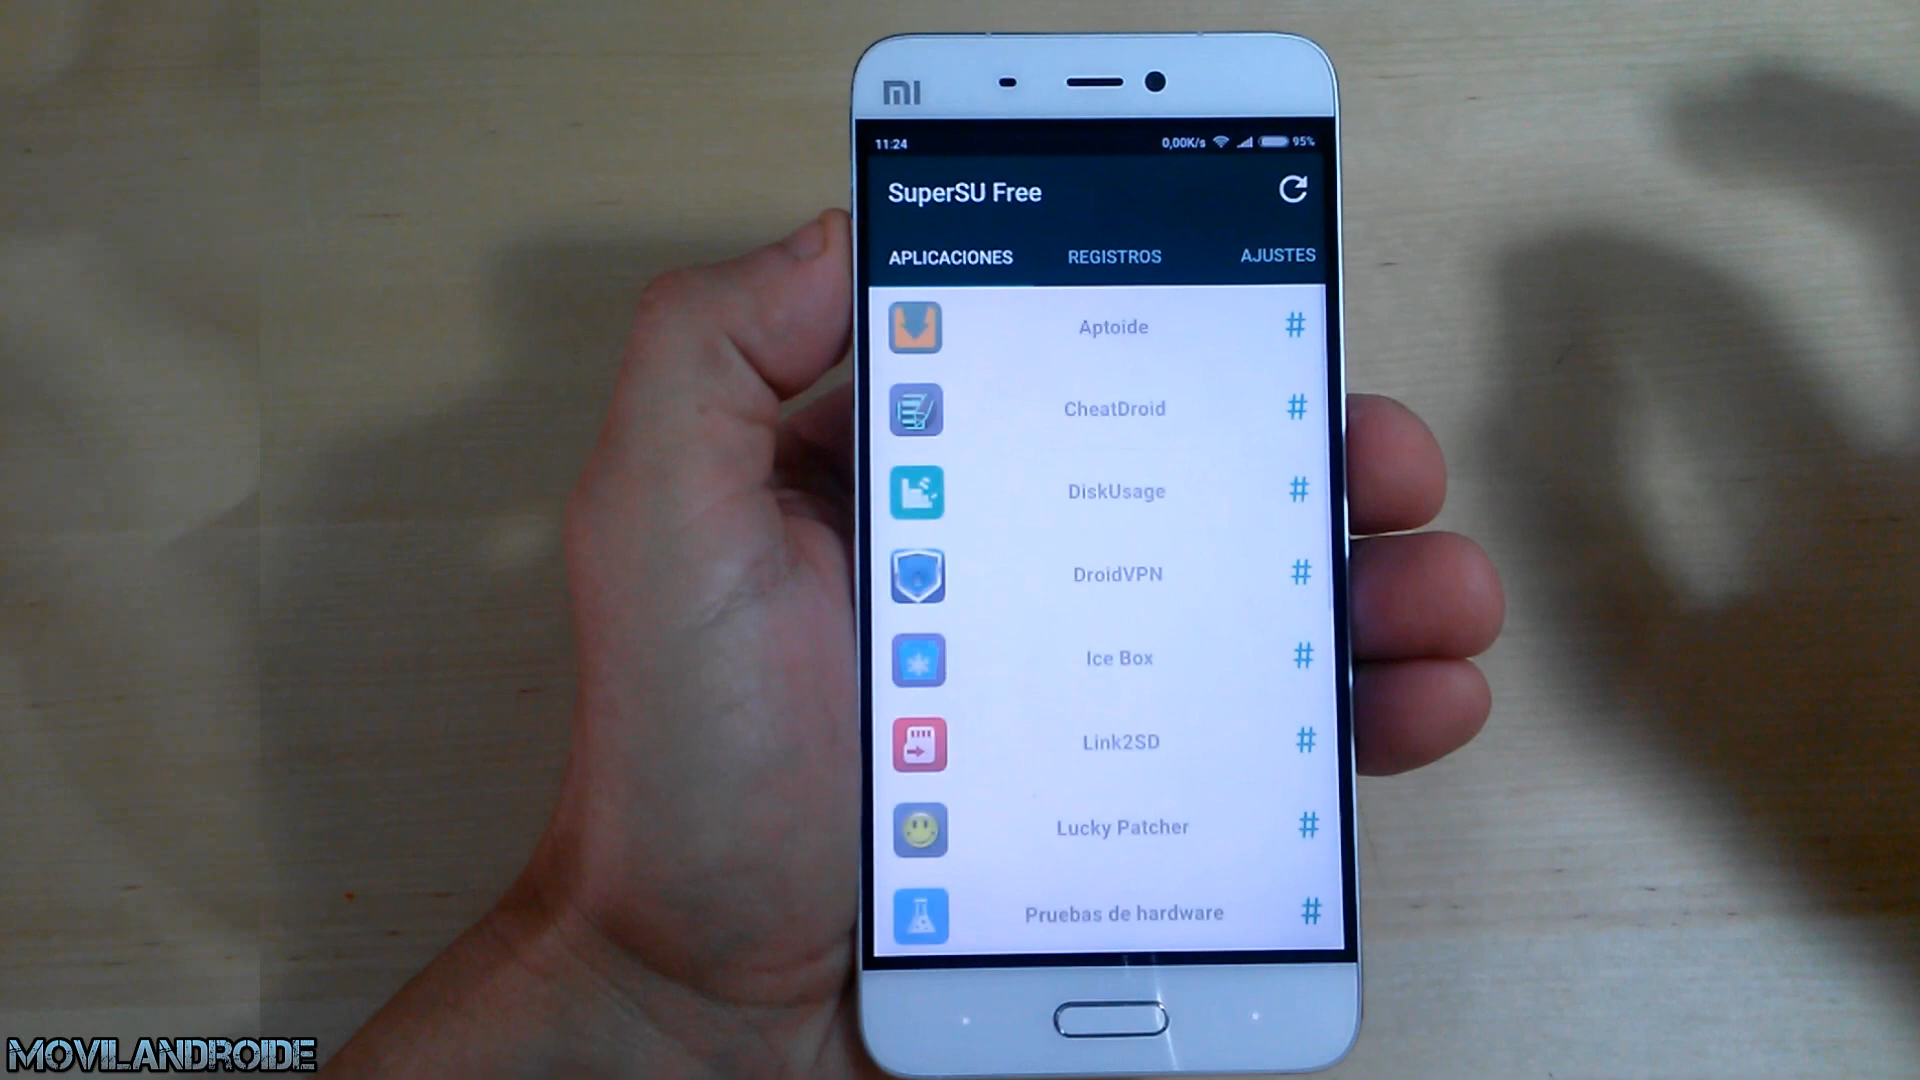 MI
11:24 0,00K/s 95%
SuperSU Free
APLICACIONES REGISTROS AJUSTES
Aptoide #
CheatDroid #
DiskUsage #
DroidVPN #
Ice Box #
Link2SD #
Lucky Patcher #
Pruebas de hardware #
MOVILANDROIDE